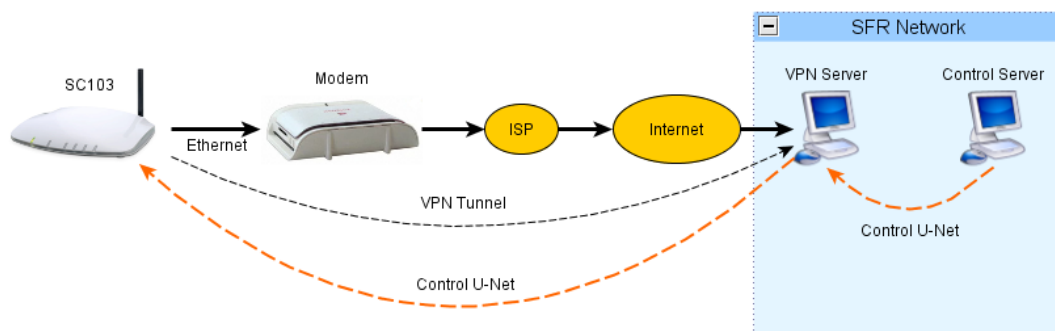 SFR Network
SC103
Modem
VPN Server
Control Server
Ethernet
ISP
Internet
VPN Tunnel
Control U-Net
Control U-Net